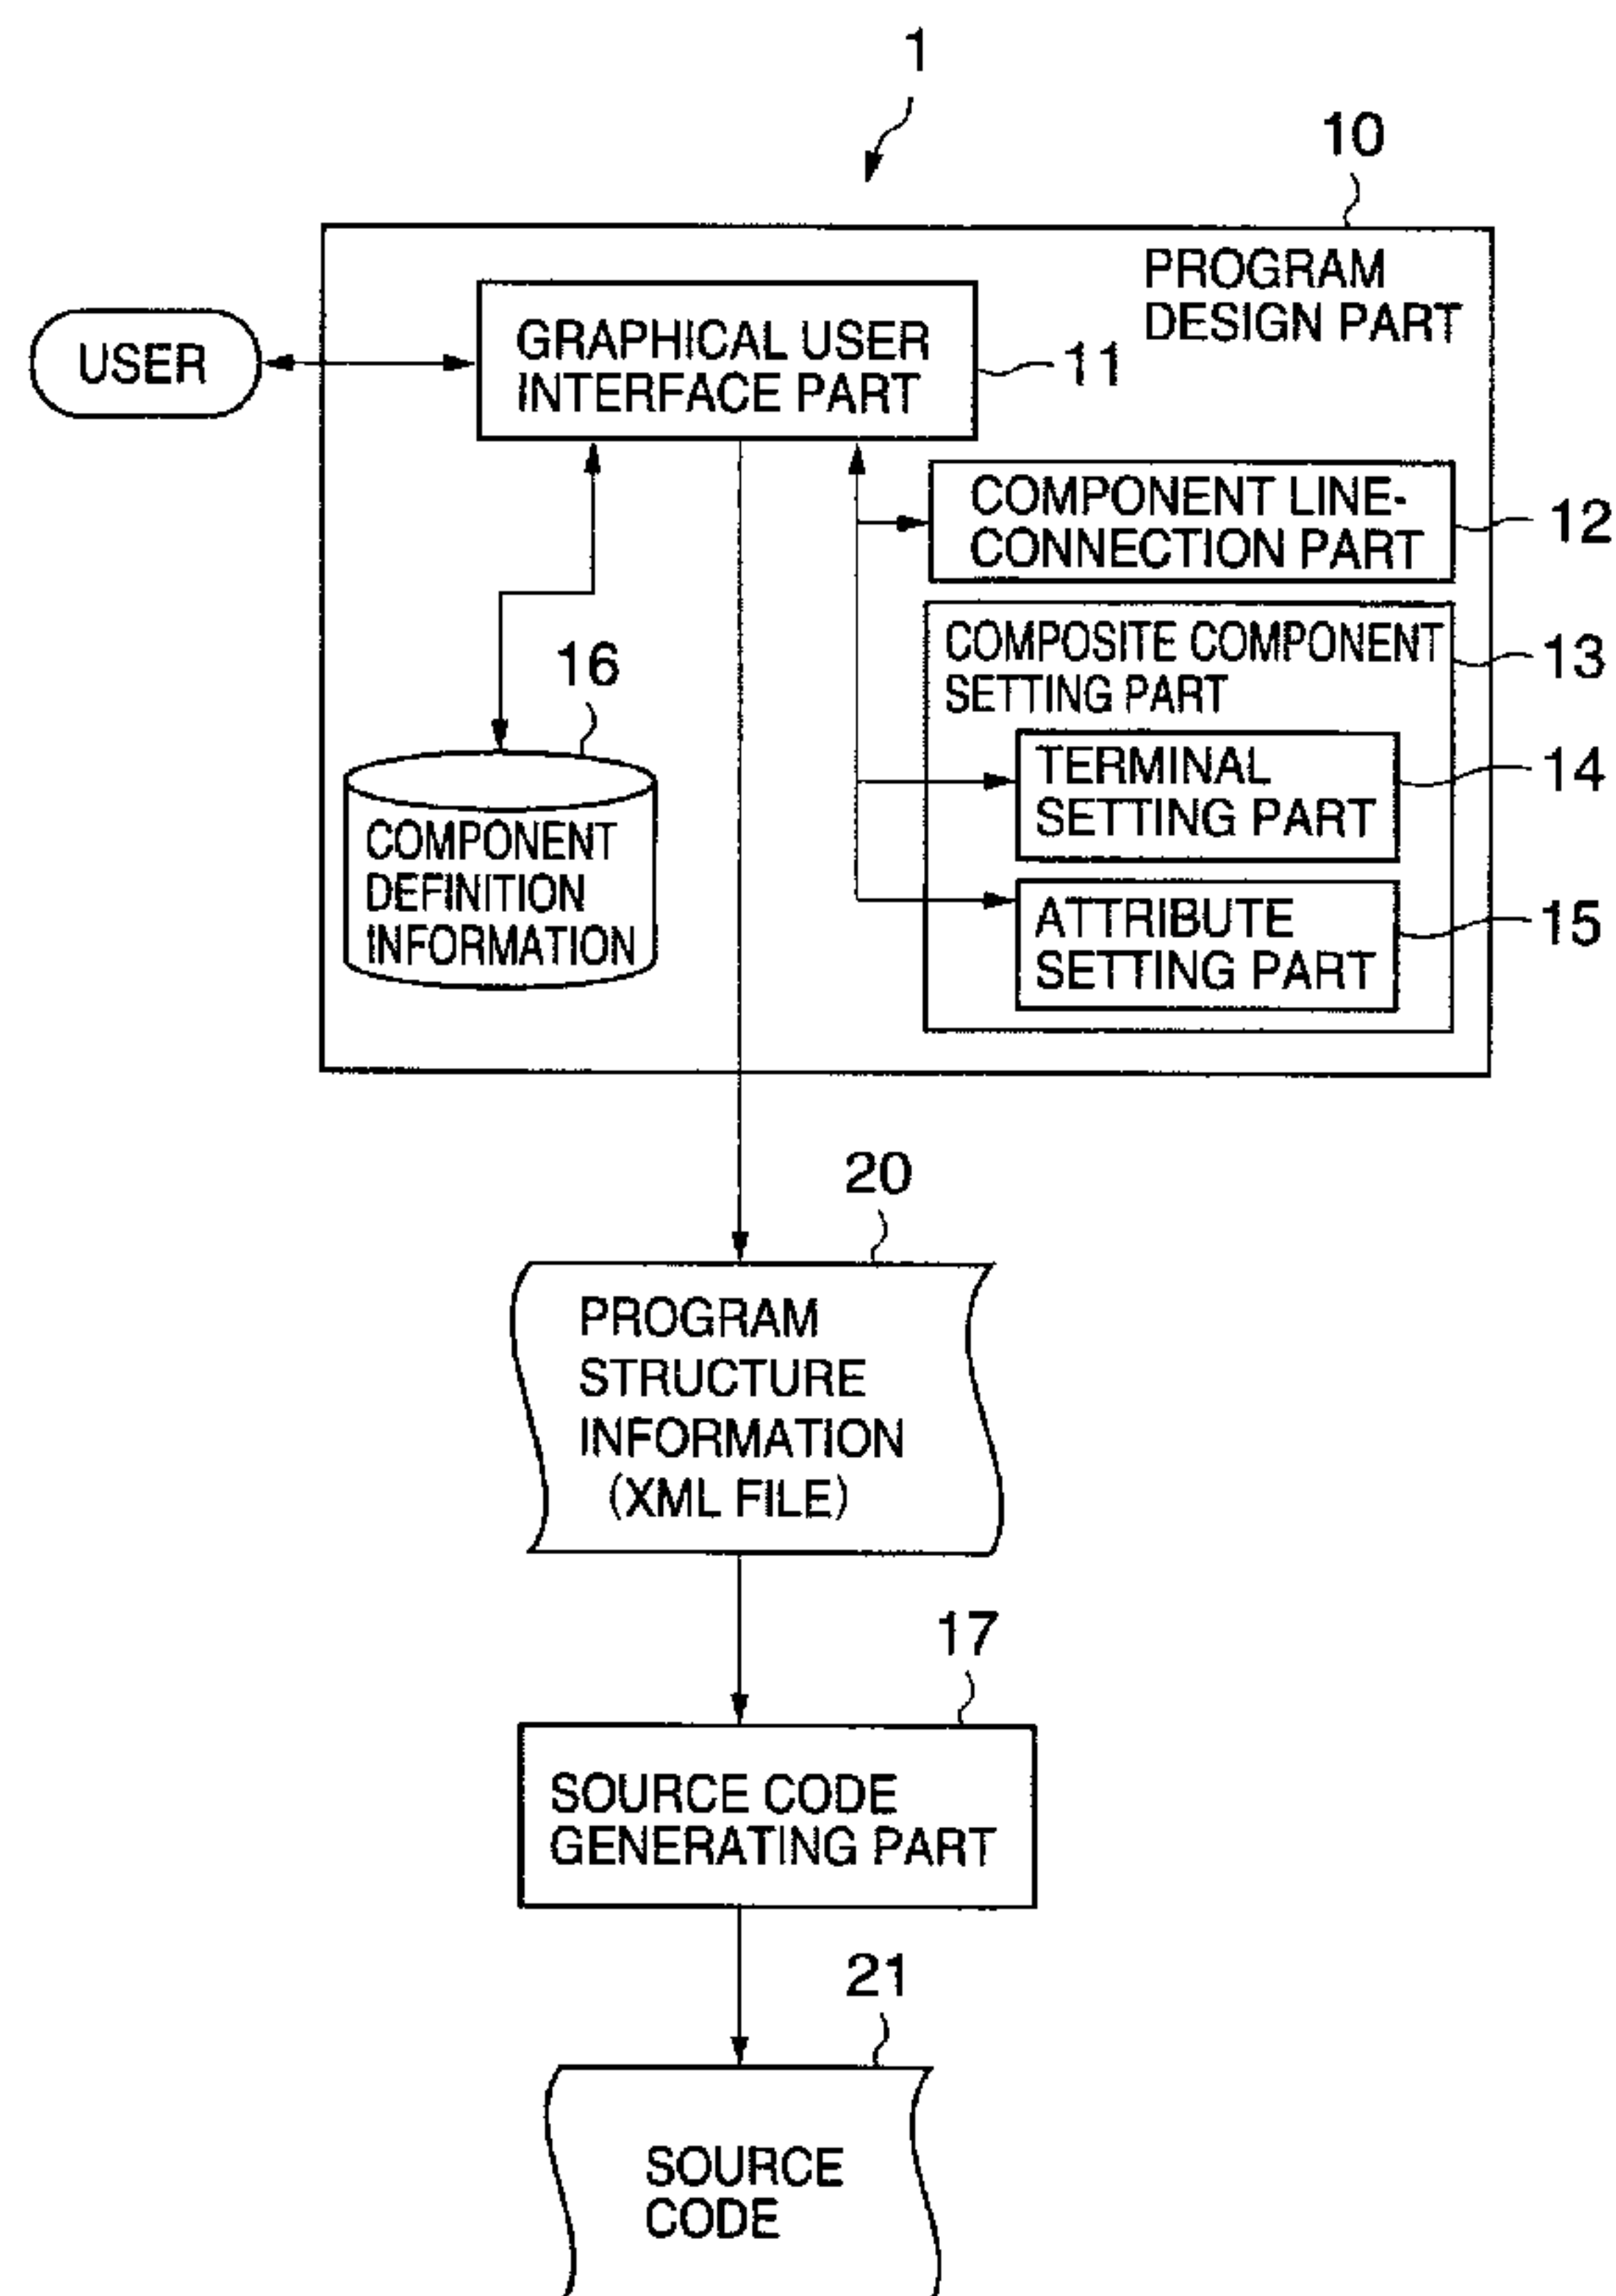 1
10
PROGRAM
DESIGN PART
USER
GRAPHICAL USER
INTERFACE PART
11
COMPONENT LINE-
CONNECTION PART
12
COMPOSITE COMPONENT
SETTING PART
13
TERMINAL
SETTING PART
14
ATTRIBUTE
SETTING PART
15
16
COMPONENT
DEFINITION
INFORMATION
20
PROGRAM
STRUCTURE
INFORMATION
(XML FILE)
17
SOURCE CODE
GENERATING PART
21
SOURCE
CODE